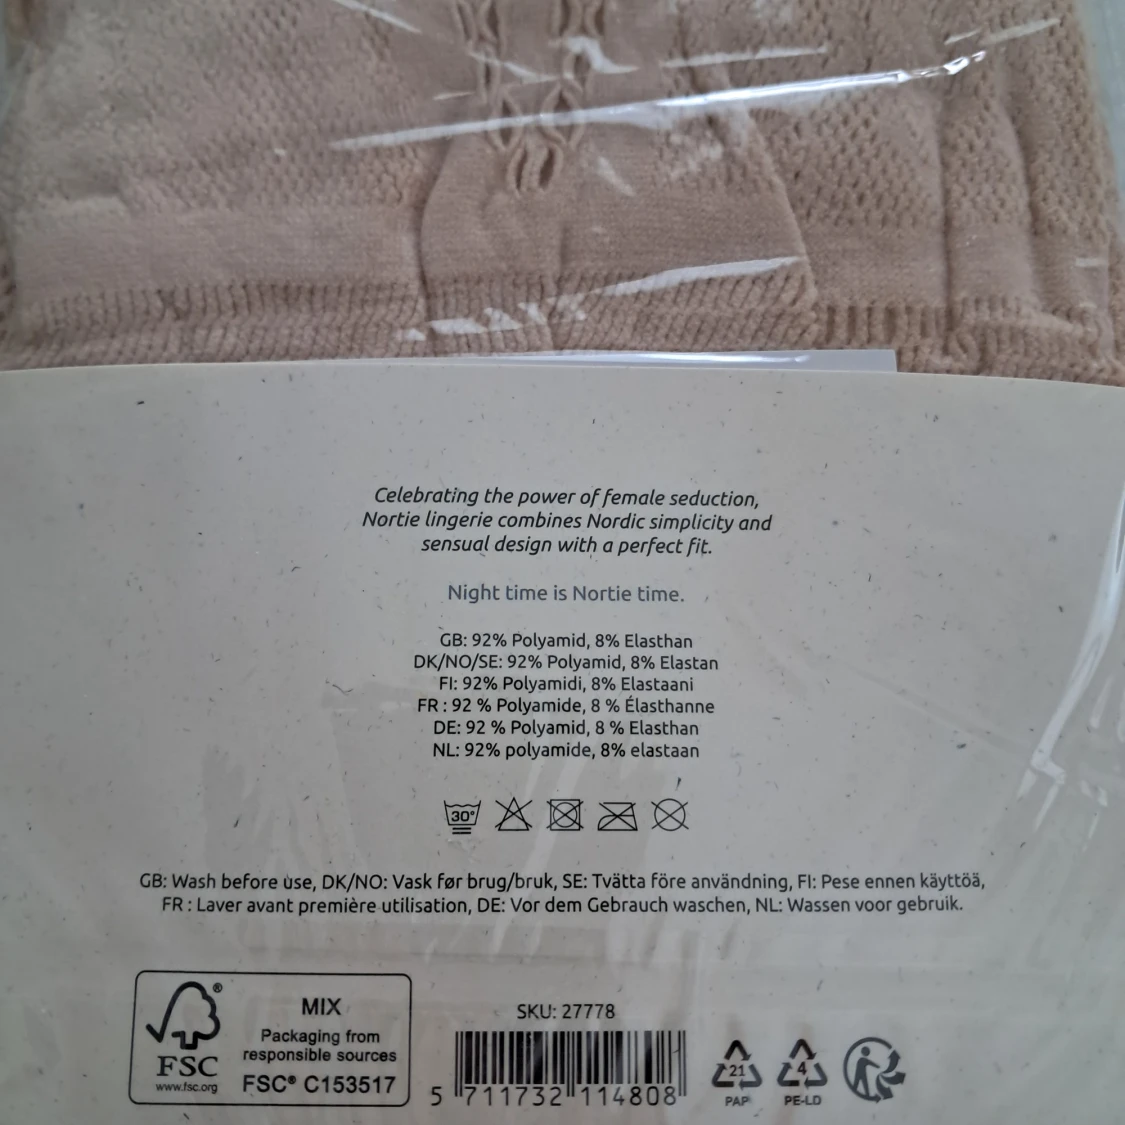 Celebrating the power of female seduction,
Nortie lingerie combines Nordic simplicity and
sensual design with a perfect fit.
Night time is Nortie time.
GB: 92% Polyamid, 8% Elasthan
DK/NO/SE: 92% Polyamid, 8% Elastan
FI: 92% Polyamidi, 8% Elastaani
FR : 92 % Polyamide, 8 % Élasthanne
DE: 92 % Polyamid, 8 % Elasthan
NL: 92% polyamide, 8% elastaan
30°
GB: Wash before use, DK/NO: Vask før brug/bruk, SE: Tvätta före användning, FI: Pese ennen käyttöä,
FR : Laver avant première utilisation, DE: Vor dem Gebrauch waschen, NL: Wassen voor gebruik.
FSC
www.fsc.org
MIX
Packaging from
responsible sources
FSC® C153517
SKU: 27778
5 711732 114808
21
PAP
4
PE-LD